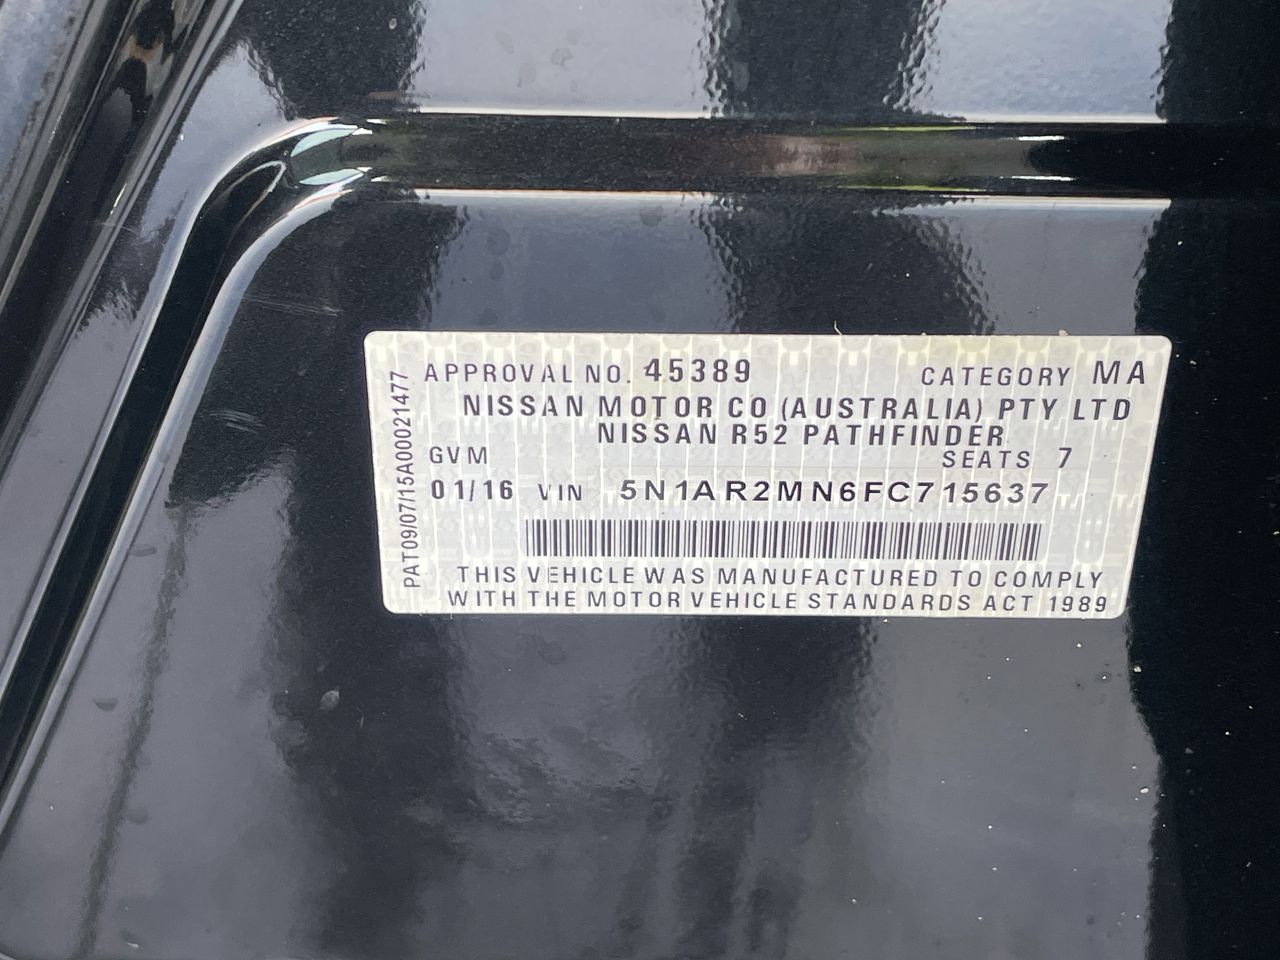 APPROVAL NO. 45389 CATEGORY MA
NISSAN MOTOR CO (AUSTRALIA) PTY LTD
NISSAN R52 PATHFINDER
GVM SEATS 7
01/16 VIN 5N1AR2MN6FC715637
THIS VEHICLE WAS MANUFACTURED TO COMPLY
WITH THE MOTOR VEHICLE STANDARDS ACT 1989
PAT09/07/15A00021477